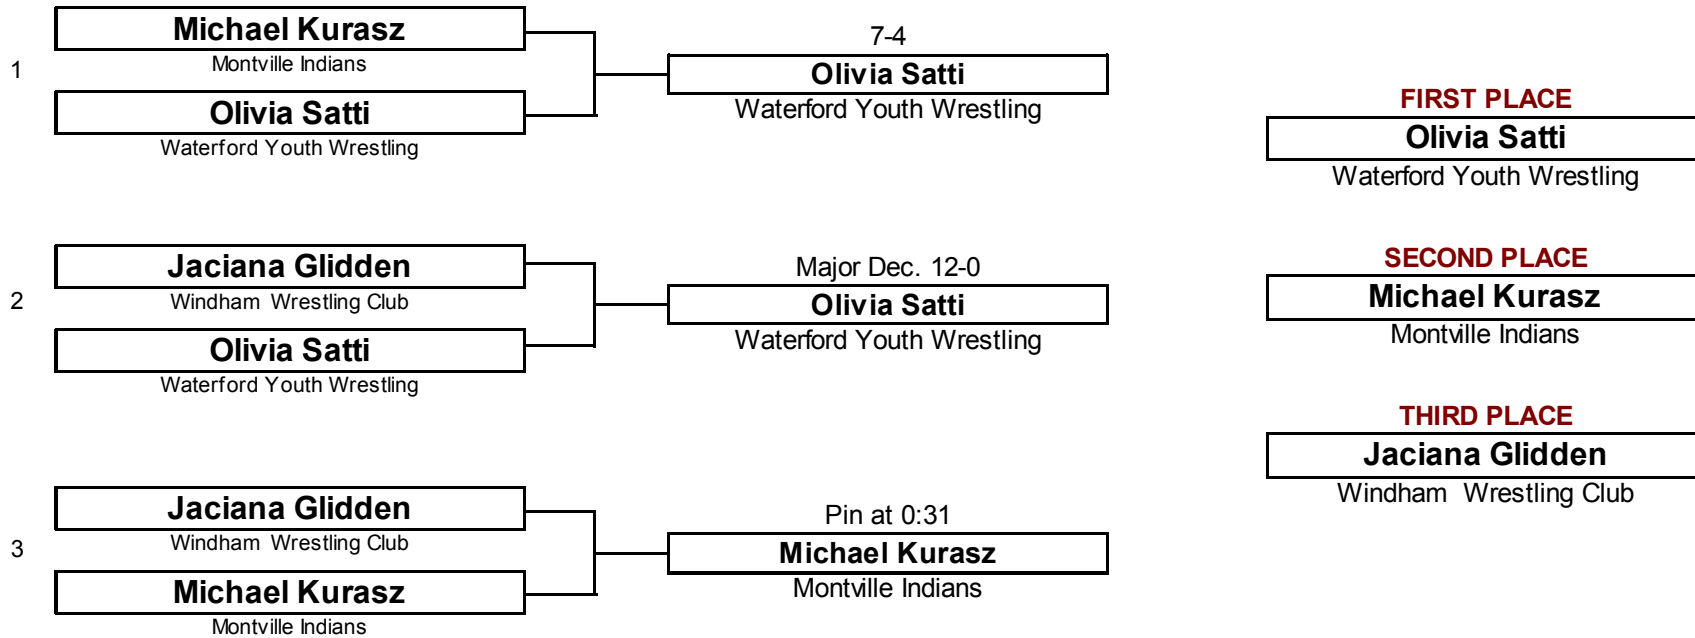 1
Michael Kurasz
Montville Indians
Olivia Satti
Waterford Youth Wrestling
7-4
Olivia Satti
Waterford Youth Wrestling
2
Jaciana Glidden
Windham Wrestling Club
Olivia Satti
Waterford Youth Wrestling
Major Dec. 12-0
Olivia Satti
Waterford Youth Wrestling
3
Jaciana Glidden
Windham Wrestling Club
Michael Kurasz
Montville Indians
Pin at 0:31
Michael Kurasz
Montville Indians
FIRST PLACE
Olivia Satti
Waterford Youth Wrestling
SECOND PLACE
Michael Kurasz
Montville Indians
THIRD PLACE
Jaciana Glidden
Windham Wrestling Club